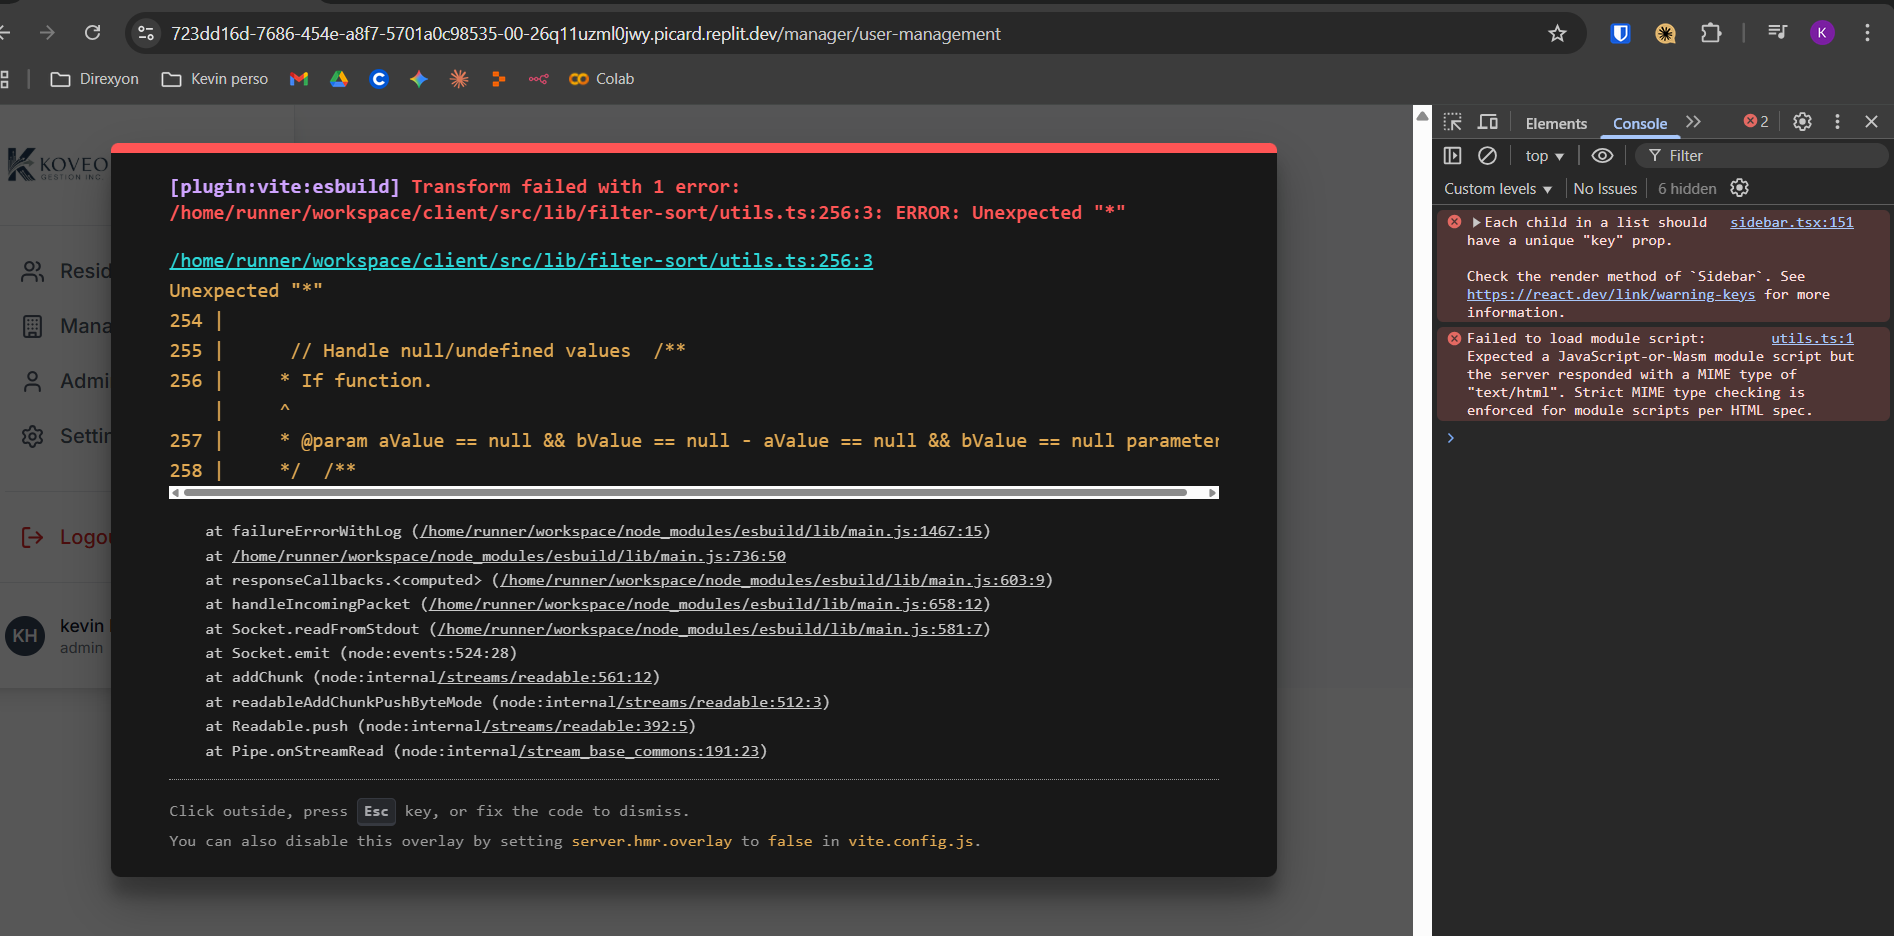 723dd16d-7686-454e-a8f7-5701a0c98535-00-26q11uzml0jwy.picard.replit.dev/manager/user-management
K
Direxyon
Kevin perso
Colab
KOVEO
GESTION INC.
Resid
Mana
Admi
Settin
Logou
KH
kevin
admin
[plugin:vite:esbuild] Transform failed with 1 error:
/home/runner/workspace/client/src/lib/filter-sort/utils.ts:256:3: ERROR: Unexpected "*"
/home/runner/workspace/client/src/lib/filter-sort/utils.ts:256:3
Unexpected "*"
254 |
255 |      // Handle null/undefined values  /**
256 |     * If function.
    |     ^
257 |     * @param aValue == null && bValue == null - aValue == null && bValue == null parameter
258 |     */  /**
at failureErrorWithLog (/home/runner/workspace/node_modules/esbuild/lib/main.js:1467:15)
at /home/runner/workspace/node_modules/esbuild/lib/main.js:736:50
at responseCallbacks.<computed> (/home/runner/workspace/node_modules/esbuild/lib/main.js:603:9)
at handleIncomingPacket (/home/runner/workspace/node_modules/esbuild/lib/main.js:658:12)
at Socket.readFromStdout (/home/runner/workspace/node_modules/esbuild/lib/main.js:581:7)
at Socket.emit (node:events:524:28)
at addChunk (node:internal/streams/readable:561:12)
at readableAddChunkPushByteMode (node:internal/streams/readable:512:3)
at Readable.push (node:internal/streams/readable:392:5)
at Pipe.onStreamRead (node:internal/stream_base_commons:191:23)
Click outside, press Esc key, or fix the code to dismiss.
You can also disable this overlay by setting server.hmr.overlay to false in vite.config.js.
Elements Console 2
top Filter
Custom levels No Issues 6 hidden
Each child in a list should sidebar.tsx:151
have a unique "key" prop.
Check the render method of `Sidebar`. See
https://react.dev/link/warning-keys for more
information.
Failed to load module script: utils.ts:1
Expected a JavaScript-or-Wasm module script but
the server responded with a MIME type of
"text/html". Strict MIME type checking is
enforced for module scripts per HTML spec.